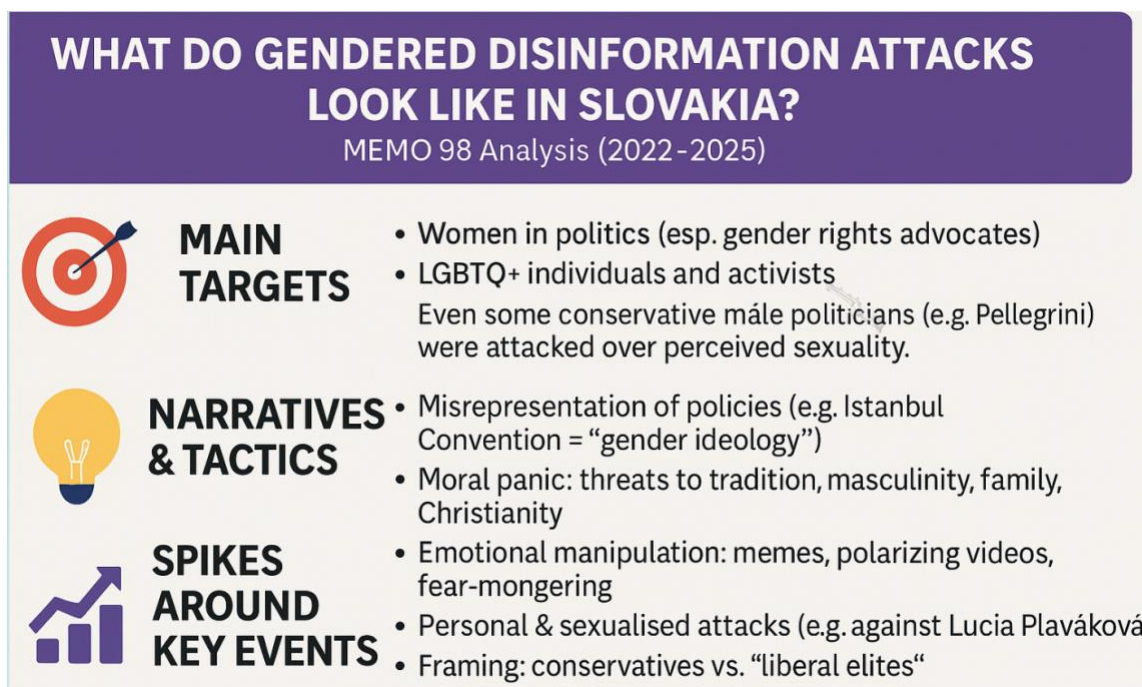 WHAT DO GENDERED DISINFORMATION ATTACKS
LOOK LIKE IN SLOVAKIA?
MEMO 98 Analysis (2022-2025)
MAIN
TARGETS
• Women in politics (esp. gender rights advocates)
• LGBTQ+ individuals and activists
Even some conservative mále politicians (e.g. Pellegrini)
were attacked over perceived sexuality.
NARRATIVES
& TACTICS
• Misrepresentation of policies (e.g. Istanbul
Convention = “gender ideology”)
• Moral panic: threats to tradition, masculinity, family,
Christianity
SPIKES
AROUND
KEY EVENTS
• Emotional manipulation: memes, polarizing videos,
fear-mongering
• Personal & sexualised attacks (e.g. against Lucia Plaváková
• Framing: conservatives vs. “liberal elites“